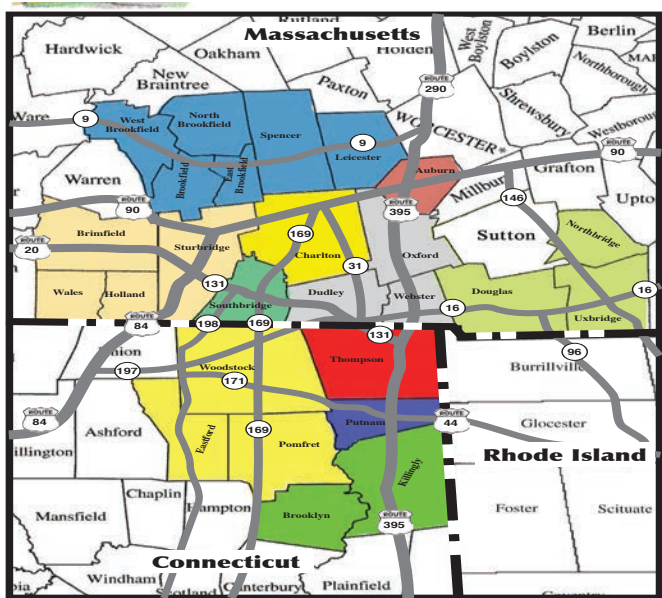 Rutland
Massachusetts
Holden
West
Boylston
Berlin
Boylston
Hardwick
Oakham
Northborough
New
Braintree
Paxton
ROUTE
290
Shrewsbury
WORCESTER*
Ware
9
West
Brookfield
North
Brookfield
Spencer
9
Leicester
Westborough
ROUTE
90
Brookfield
East
Brookfield
Auburn
Grafton
Millbury
Warren
146
Upto
ROUTE
90
ROUTE
395
Northbridge
Brimfield
Sturbridge
169
Charlton
Oxford
Sutton
ROUTE
20
31
131
Wales
Holland
Southbridge
Dudley
Webster
Douglas
16
16
Uxbridge
ROUTE
84
198
169
131
Union
96
Woodstock
Thompson
Burrillville
197
171
ROUTE
84
Ashford
Eastford
169
Pomfret
Putnam
ROUTE
44
Glocester
illington
Killingly
Rhode Island
Chaplin
Hampton
Brooklyn
ROUTE
395
Foster
Scituate
Mansfield
Connecticut
Windham
Scotland
Canterbury
Plainfield
Coventry